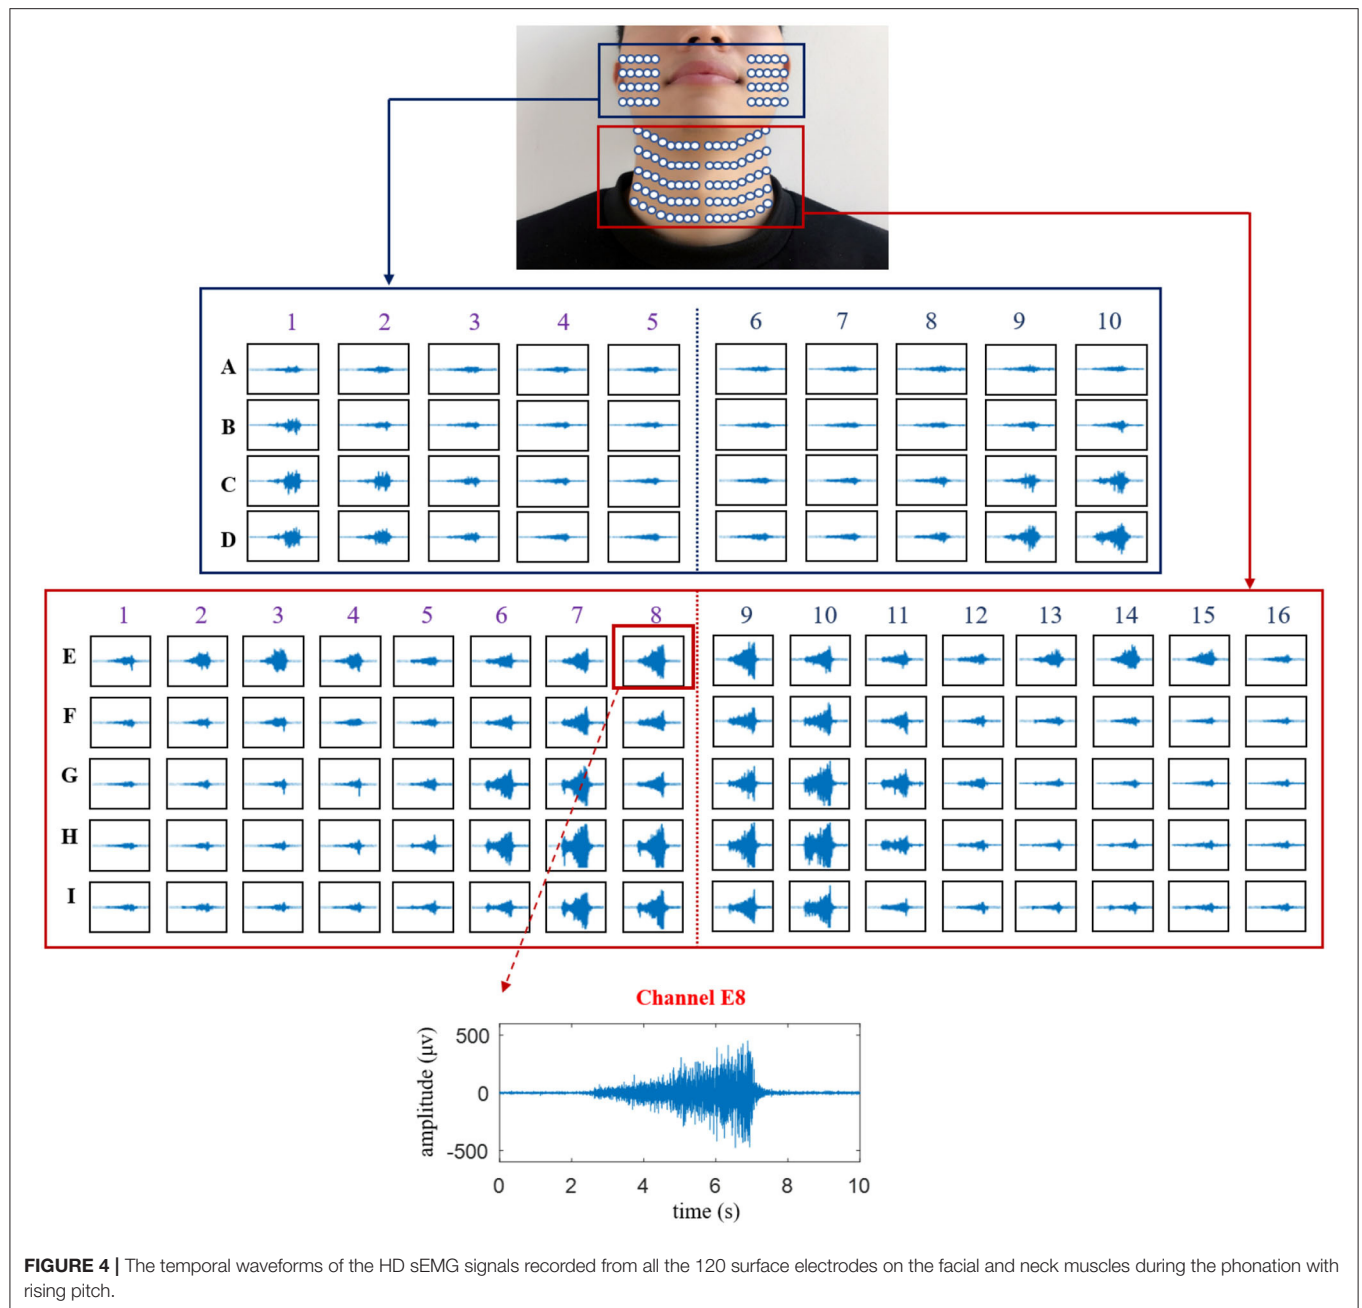 1 2 3 4 5 6 7 8 9 10
A
B
C
D
1 2 3 4 5 6 7 8 9 10 11 12 13 14 15 16
E
F
G
H
I
Channel E8
amplitude (μv)
500
0
-500
0 2 4 6 8 10
time (s)
FIGURE 4 | The temporal waveforms of the HD sEMG signals recorded from all the 120 surface electrodes on the facial and neck muscles during the phonation with
rising pitch.